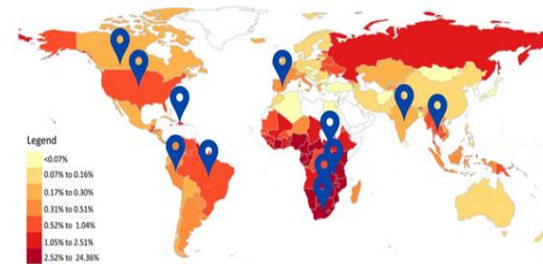 Legend
<0.07%
0.07% to 0.16%
0.17% to 0.30%
0.31% to 0.51%
0.52% to 1.04%
1.05% to 2.51%
2.52% to 24.36%